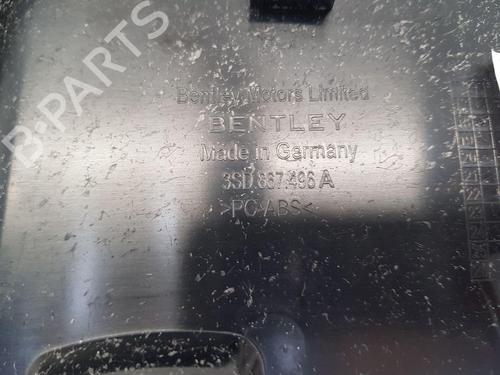 B-PARTS
Bentley Motors Limited
BENTLEY
Made in Germany
3SD.867.496 A
>PC-ABS<